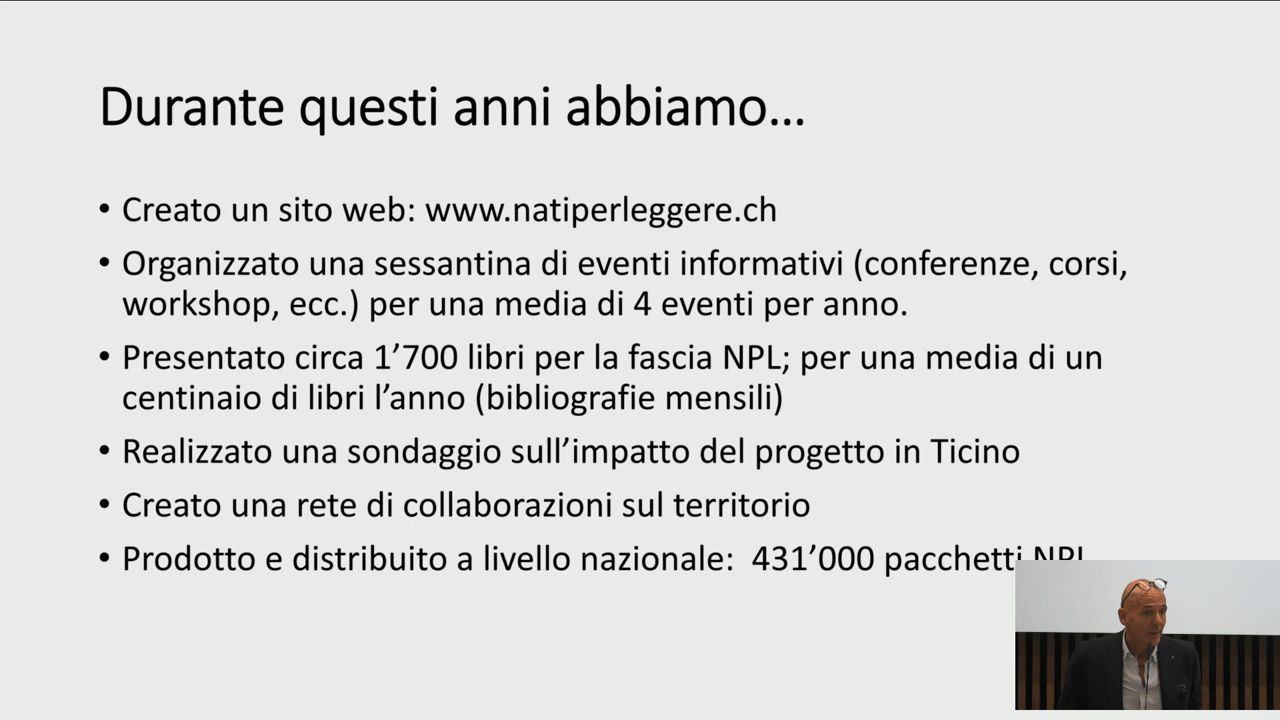 Durante questi anni abbiamo...
• Creato un sito web: www.natiperleggere.ch
• Organizzato una sessantina di eventi informativi (conferenze, corsi,
workshop, ecc.) per una media di 4 eventi per anno.
• Presentato circa 1’700 libri per la fascia NPL; per una media di un
centinaio di libri l’anno (bibliografie mensili)
• Realizzato una sondaggio sull’impatto del progetto in Ticino
• Creato una rete di collaborazioni sul territorio
• Prodotto e distribuito a livello nazionale: 431’000 pacchetti NPL